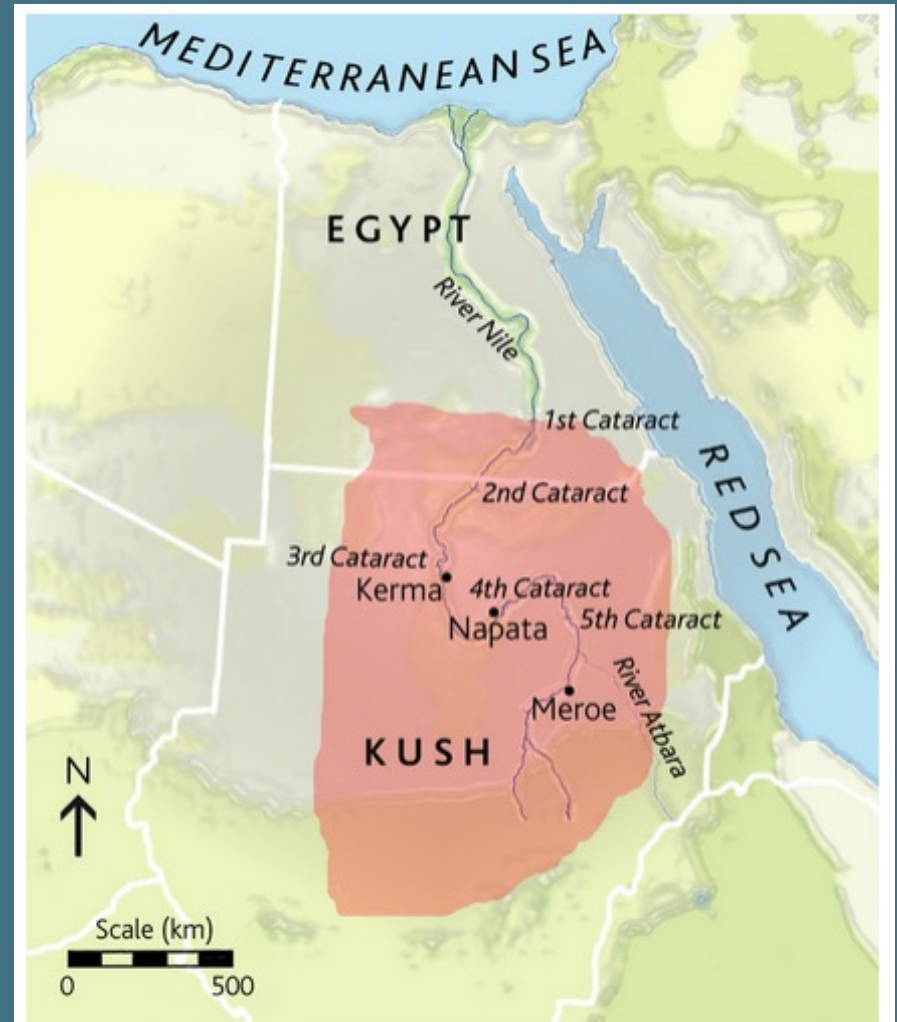 MEDITERRANEAN SEA
EGYPT
River Nile
1st Cataract
RED SEA
2nd Cataract
3rd Cataract
Kerma
4th Cataract
Napata
5th Cataract
River Atbara
Meroe
KUSH
N
Scale (km)
0 500